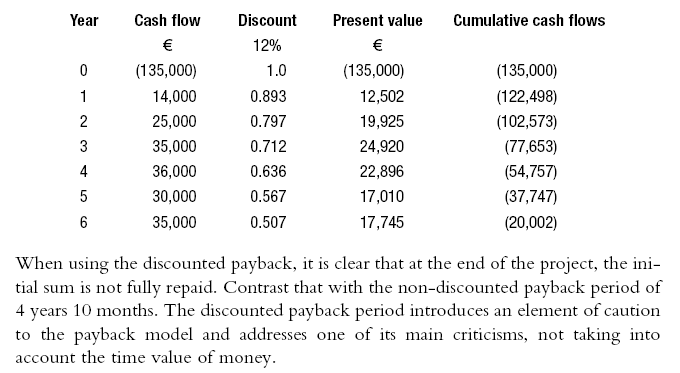 Year Cash flow Discount Present value Cumulative cash flows
€ 12% €
0 (135,000) 1.0 (135,000) (135,000)
1 14,000 0.893 12,502 (122,498)
2 25,000 0.797 19,925 (102,573)
3 35,000 0.712 24,920 (77,653)
4 36,000 0.636 22,896 (54,757)
5 30,000 0.567 17,010 (37,747)
6 35,000 0.507 17,745 (20,002)
When using the discounted payback, it is clear that at the end of the project, the ini-
tial sum is not fully repaid. Contrast that with the non-discounted payback period of
4 years 10 months. The discounted payback period introduces an element of caution
to the payback model and addresses one of its main criticisms, not taking into
account the time value of money.